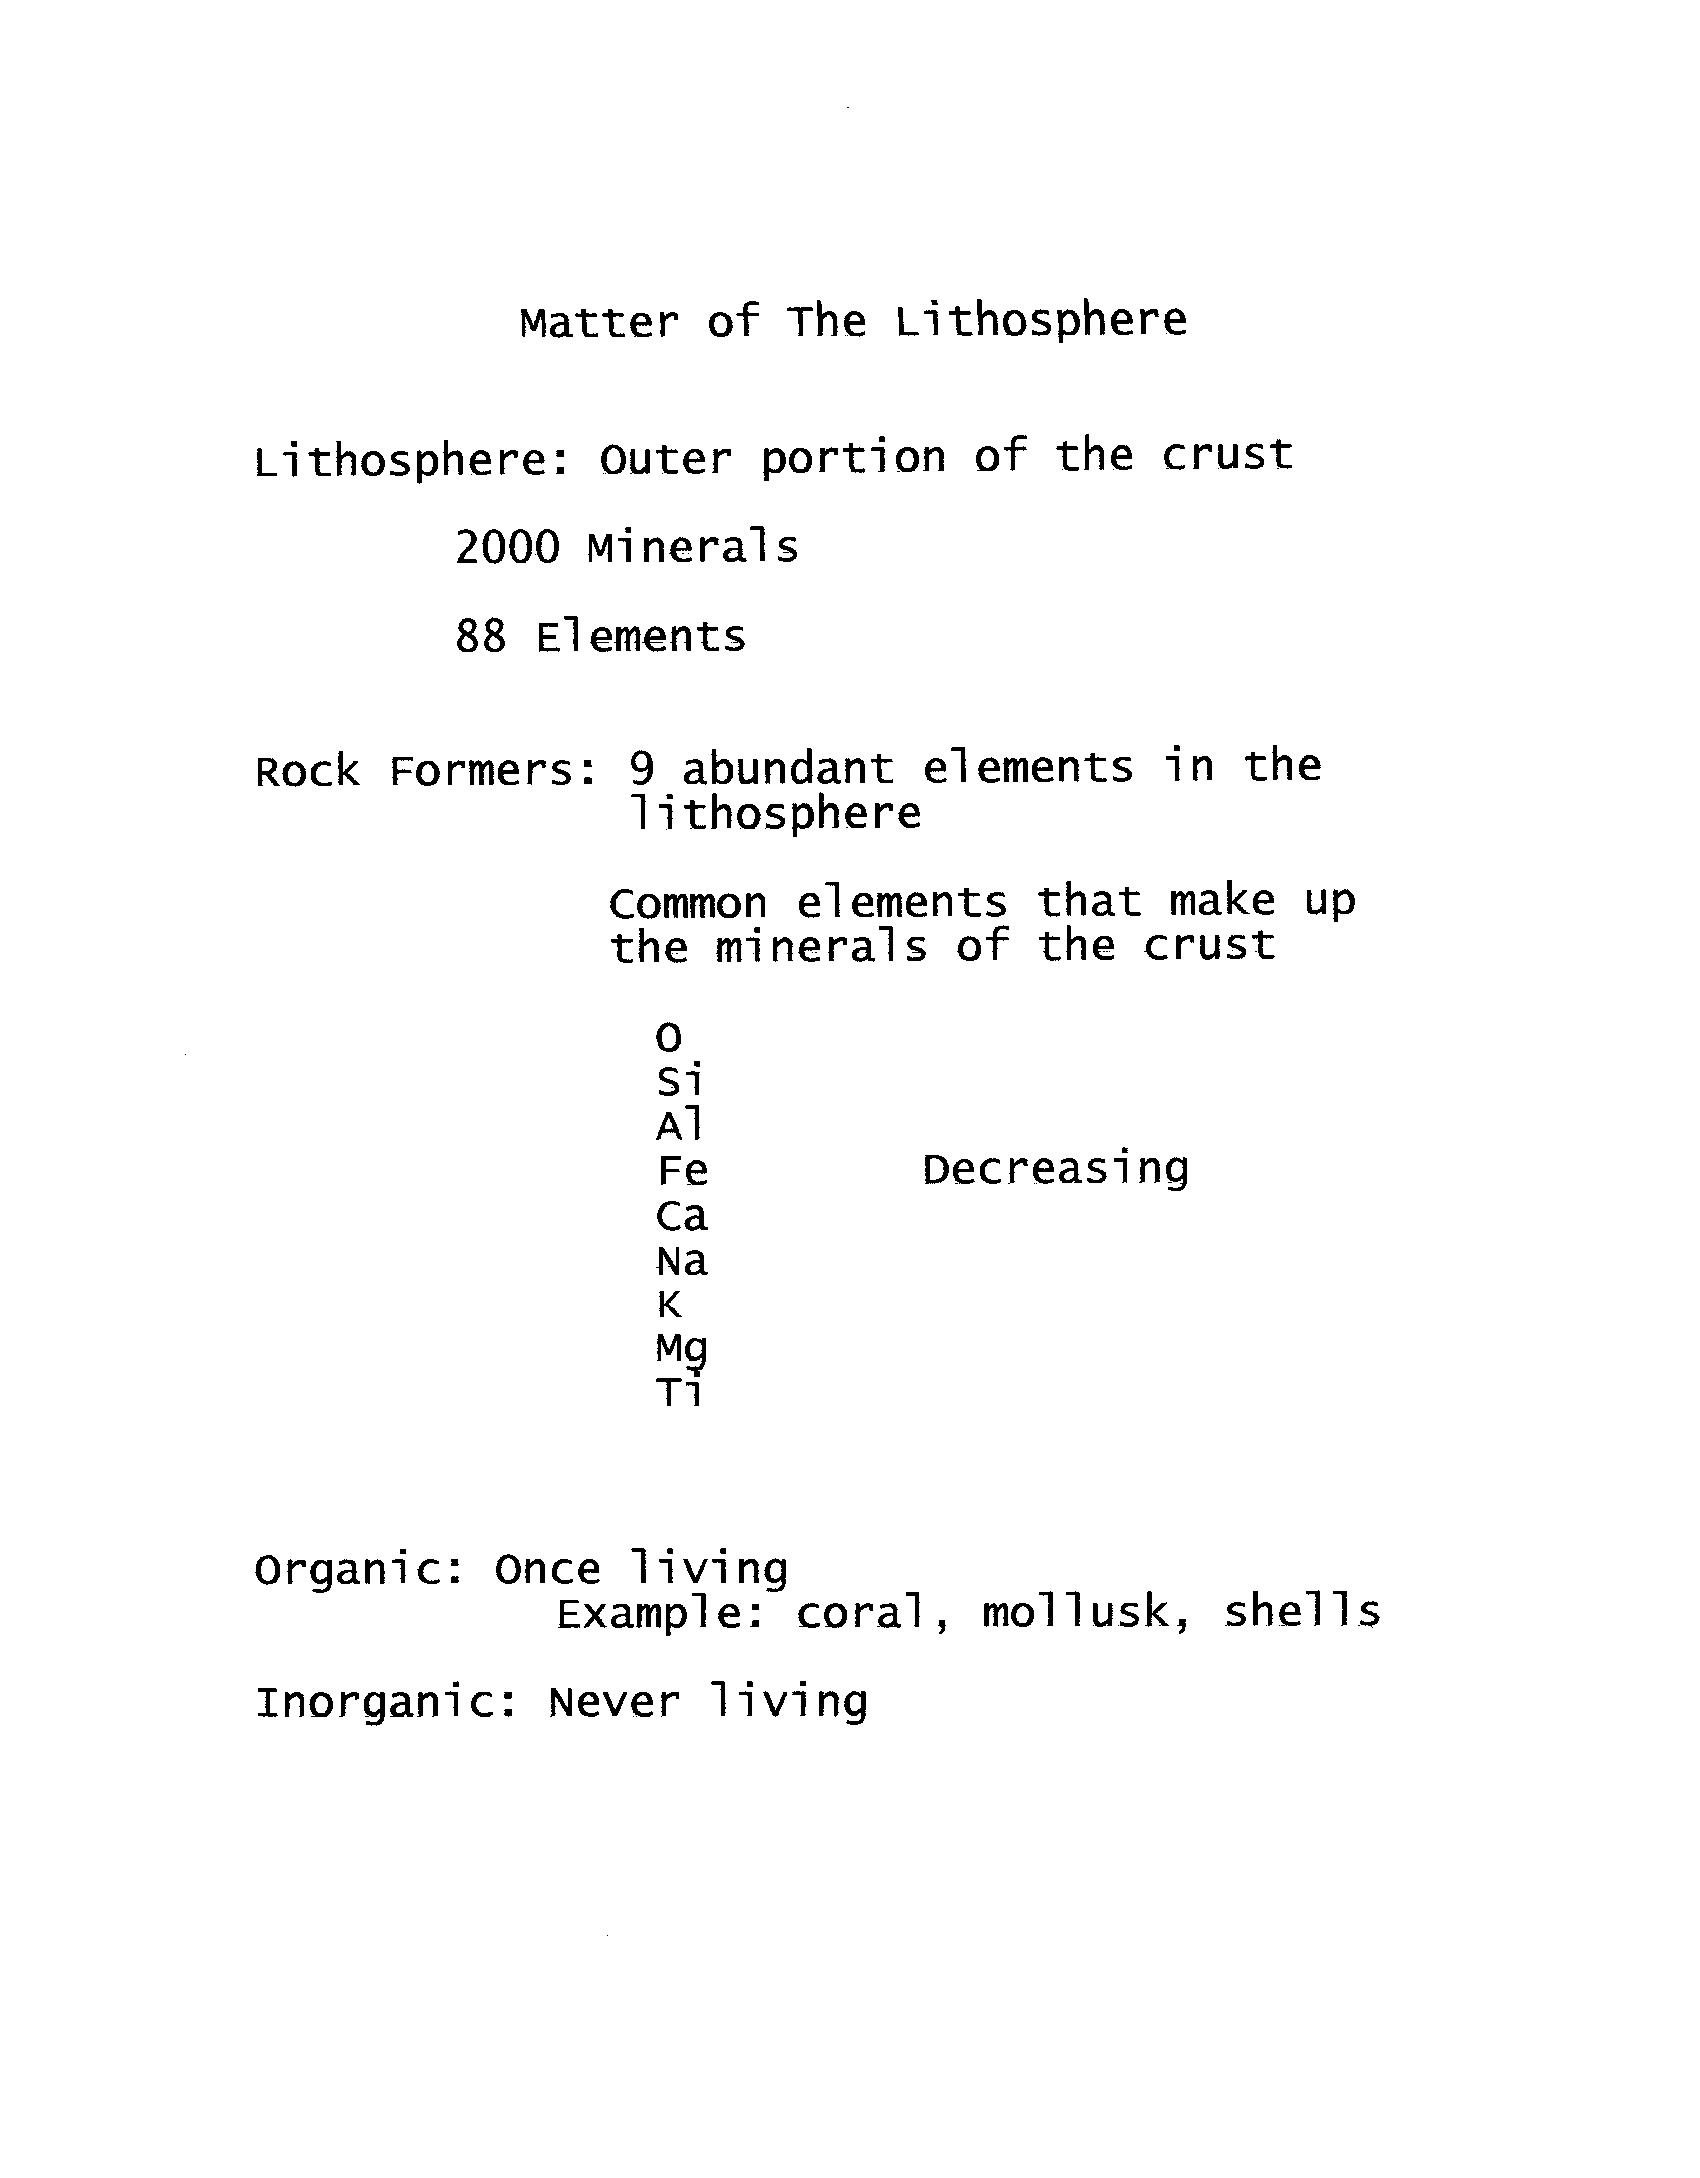 Matter of The Lithosphere
Lithosphere: Outer portion of the crust
2000 Minerals
88 Elements
Rock Formers: 9 abundant elements in the
lithosphere
Common elements that make up
the minerals of the crust
O
Si
Al
Fe Decreasing
Ca
Na
K
Mg
Ti
Organic: Once living
Example: coral, mollusk, shells
Inorganic: Never living